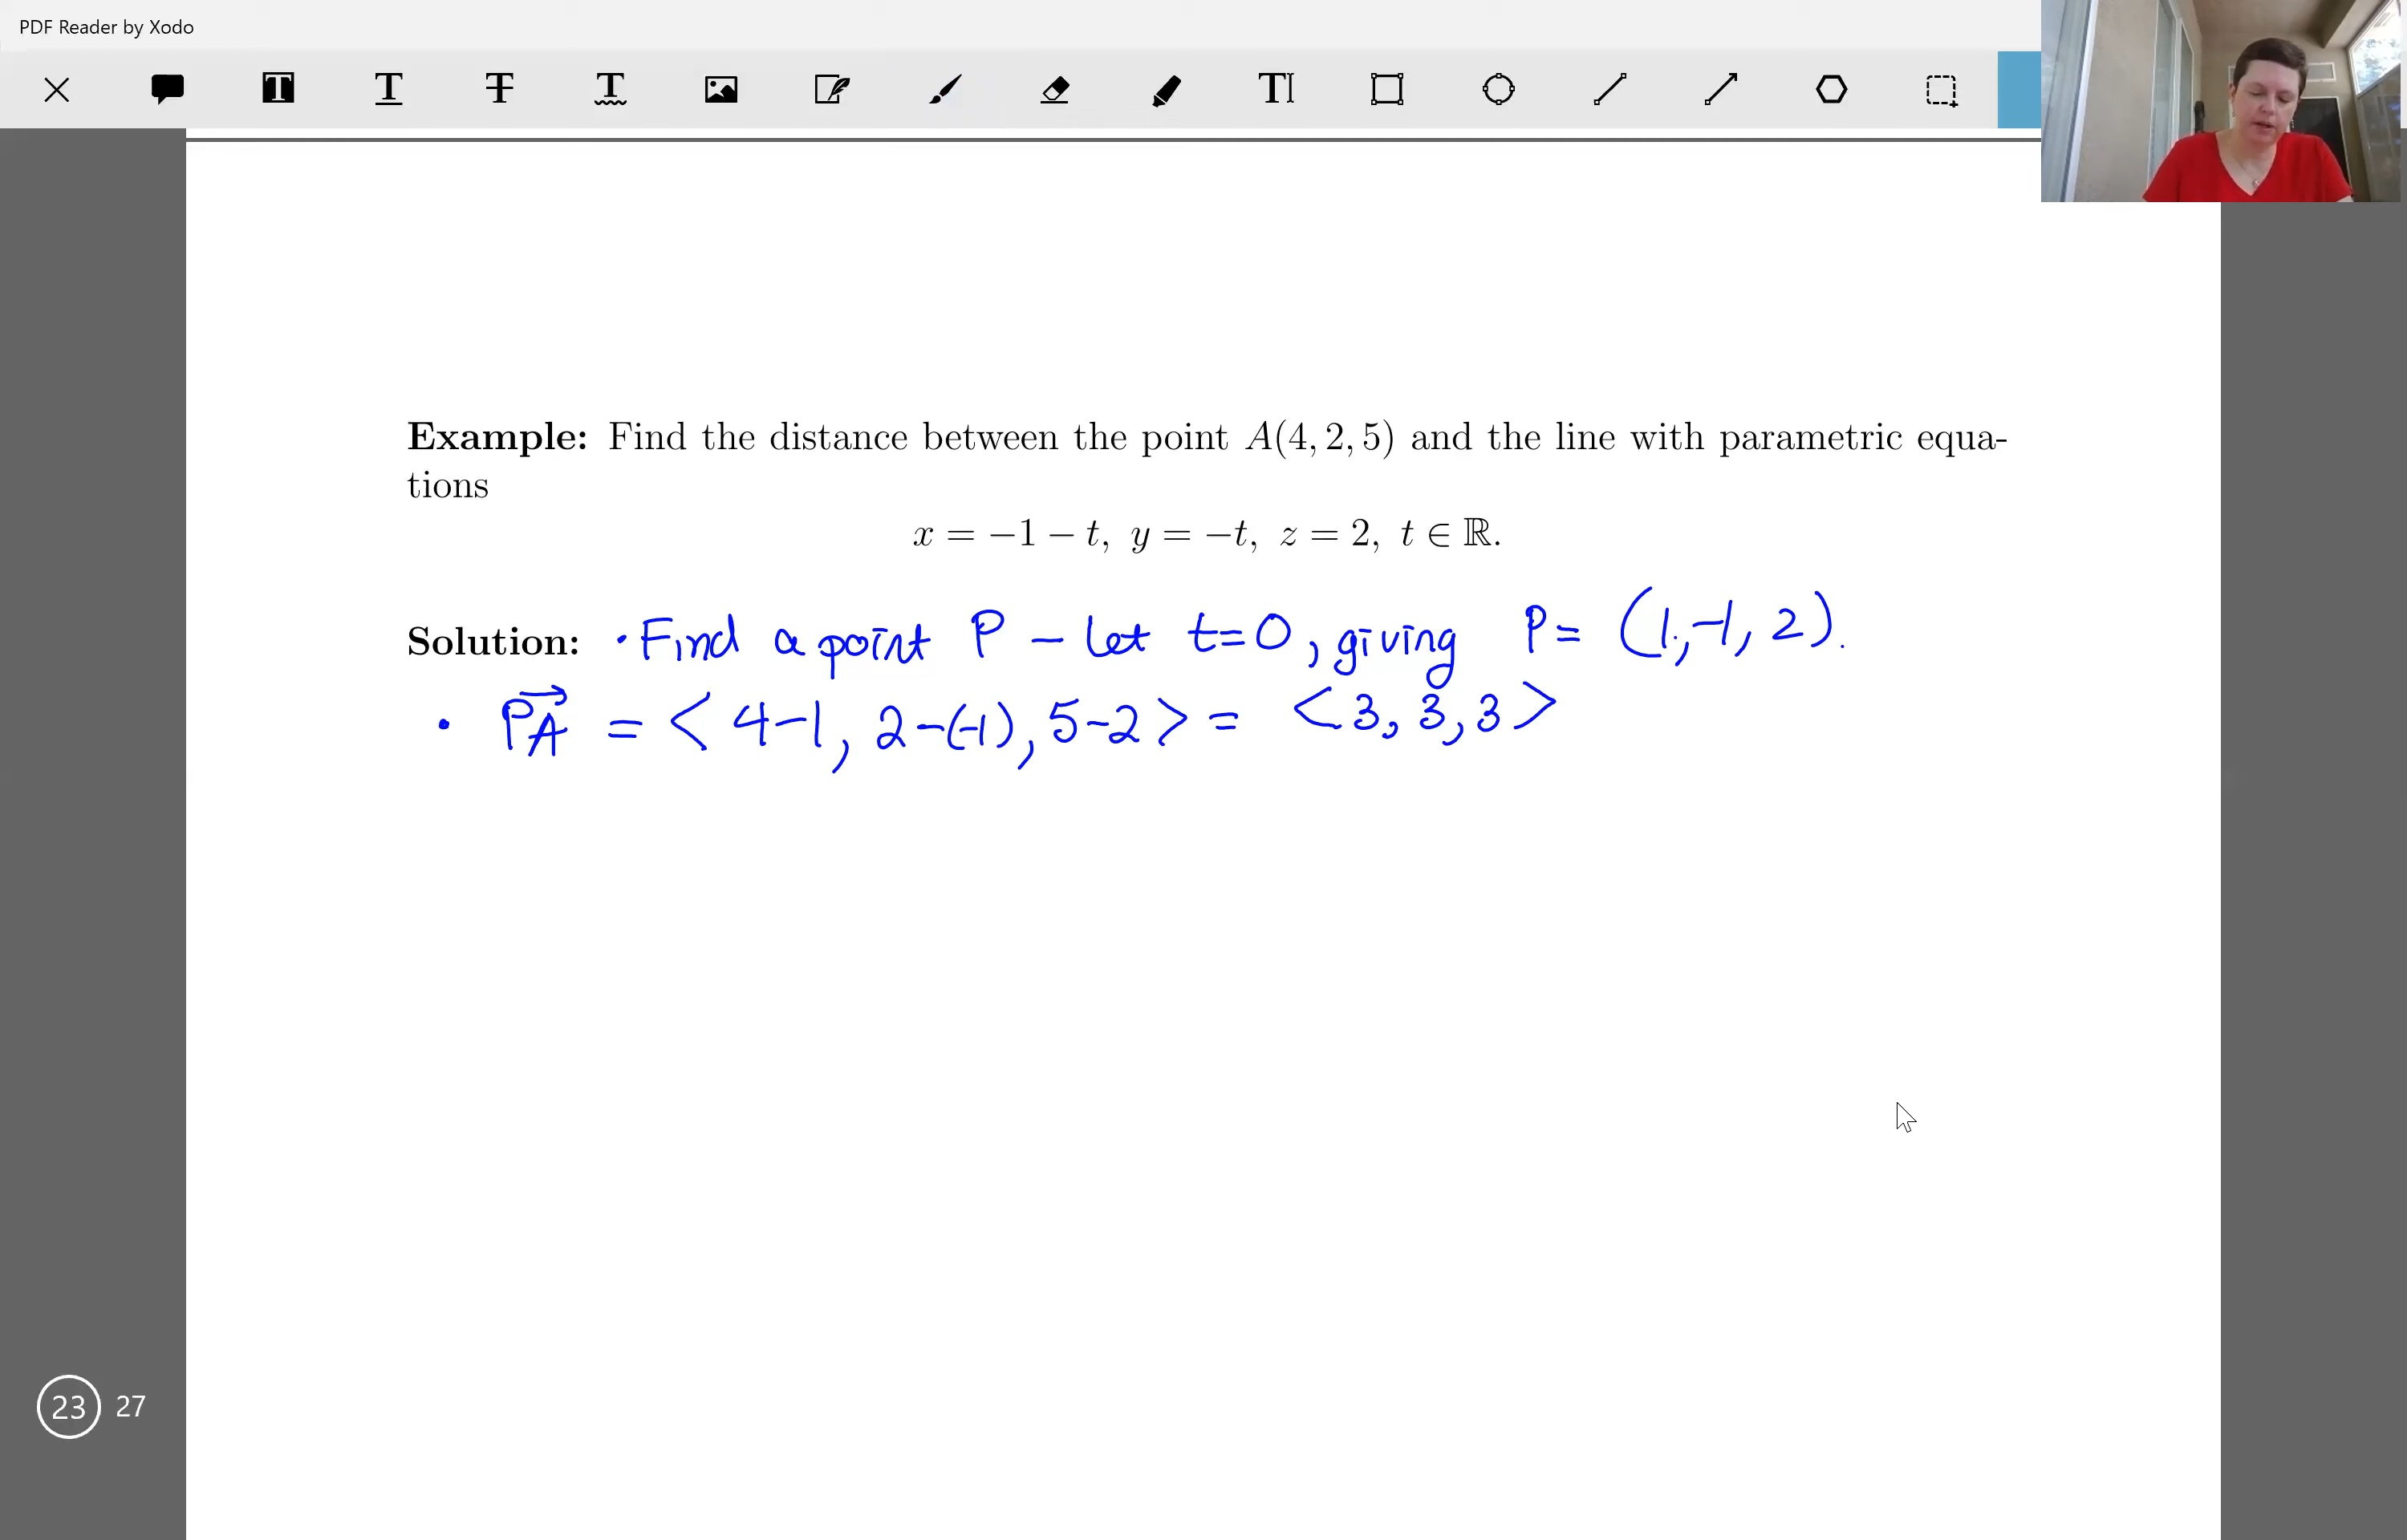 PDF Reader by Xodo
Example: Find the distance between the point A(4, 2, 5) and the line with parametric equa-
tions
x = −1 − t, y = −t, z = 2, t ∈ ℝ.
Solution: · Find a point P – let t=0, giving P = (1, -1, 2).
· \overrightarrow{PA} = < 4-1, 2-(-1), 5-2 > = < 3, 3, 3 >
23 27